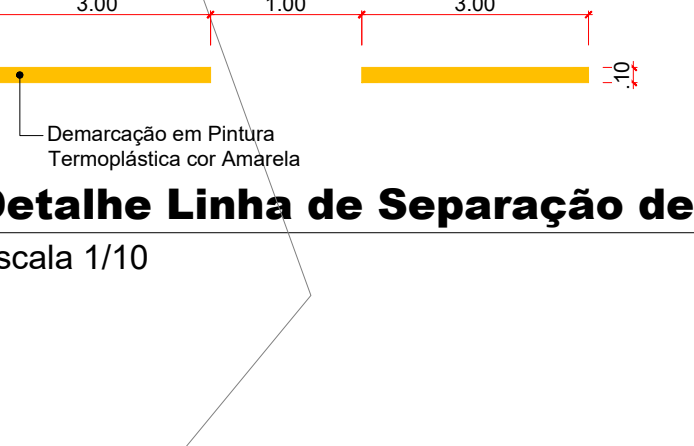 3.00 1.00 3.00
.10
Demarcação em Pintura
Termoplástica cor Amarela
Detalhe Linha de Separação de
scala 1/10